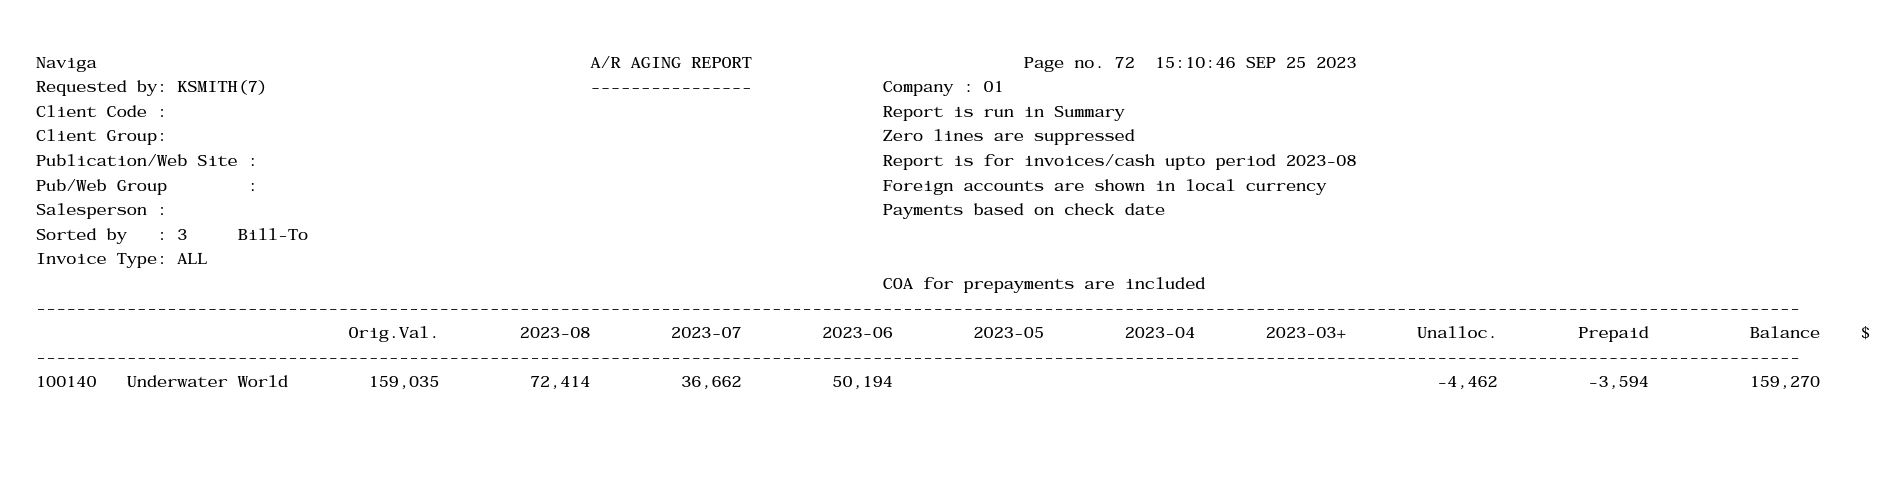 Naviga A/R AGING REPORT Page no. 72 15:10:46 SEP 25 2023
Requested by: KSMITH(7) ---------------- Company : 01
Client Code : Report is run in Summary
Client Group: Zero lines are suppressed
Publication/Web Site : Report is for invoices/cash upto period 2023-08
Pub/Web Group : Foreign accounts are shown in local currency
Salesperson : Payments based on check date
Sorted by : 3 Bill-To
Invoice Type: ALL
COA for prepayments are included
Orig.Val. 2023-08 2023-07 2023-06 2023-05 2023-04 2023-03+ Unalloc. Prepaid Balance $
100140 Underwater World 159,035 72,414 36,662 50,194 -4,462 -3,594 159,270